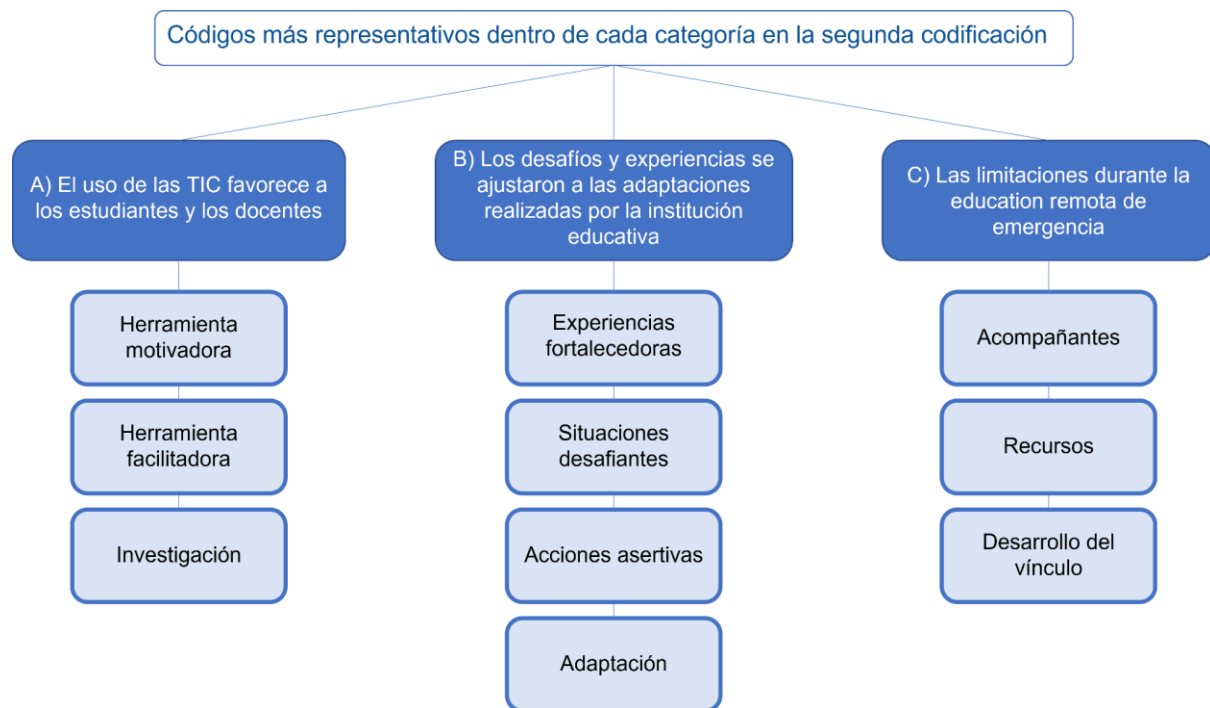 Códigos más representativos dentro de cada categoría en la segunda codificación
A) El uso de las TIC favorece a
los estudiantes y los docentes
Herramienta
motivadora
Herramienta
facilitadora
Investigación
B) Los desafíos y experiencias se
ajustaron a las adaptaciones
realizadas por la institución
educativa
Experiencias
fortalecedoras
Situaciones
desafiantes
Acciones asertivas
Adaptación
C) Las limitaciones durante la
education remota de
emergencia
Acompañantes
Recursos
Desarrollo del
vínculo